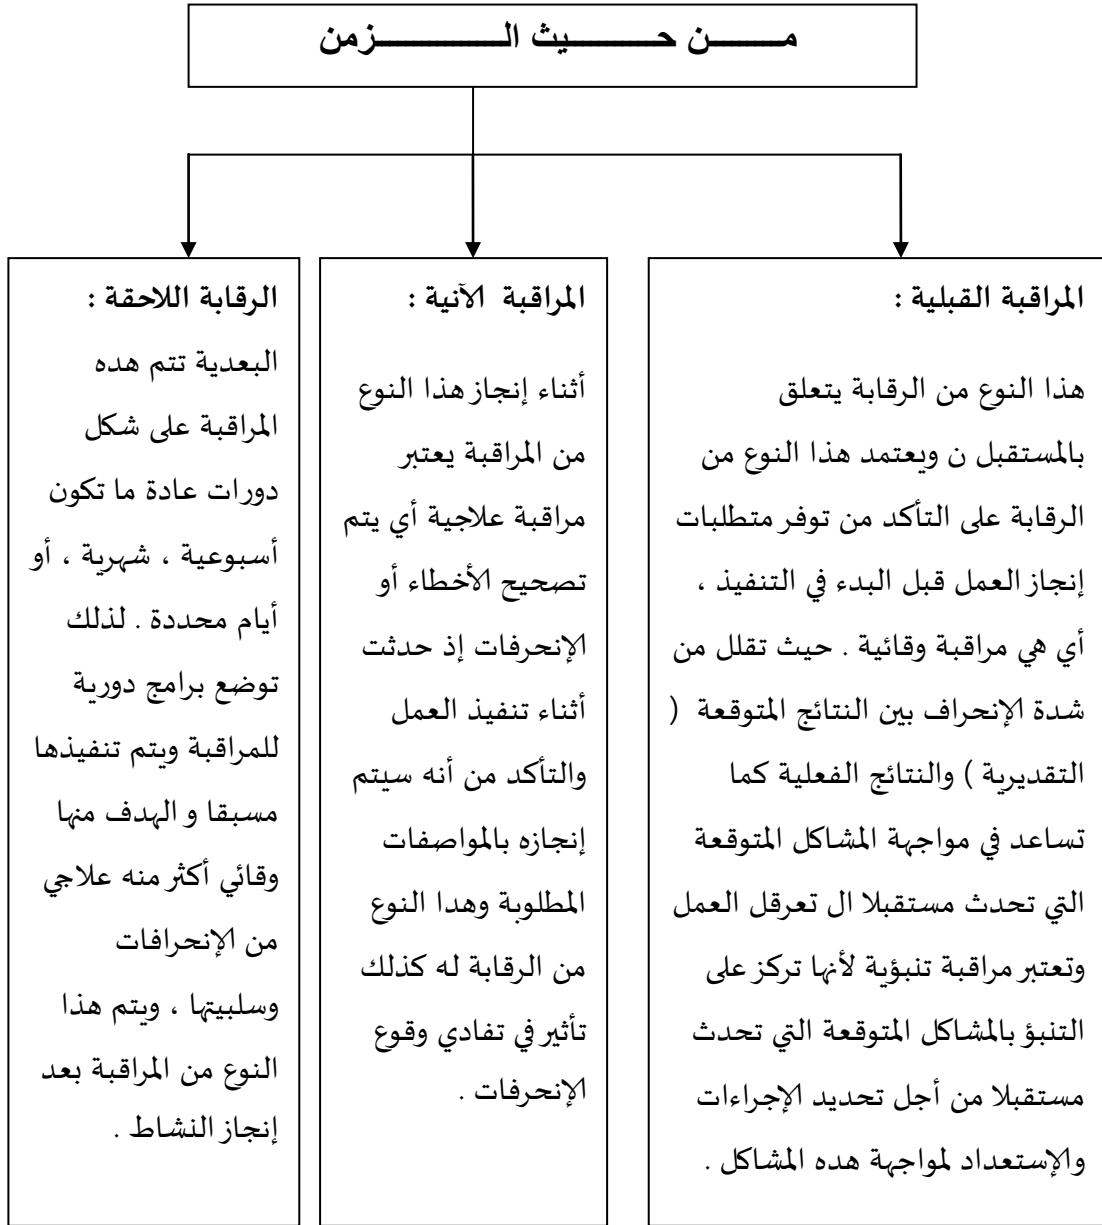 من حيث الزمن
المراقبة القبلية :
هذا النوع من الرقابة يتعلق
بالمستقبل ن ويعتمد هذا النوع من
الرقابة على التأكد من توفر متطلبات
إنجاز العمل قبل البدء في التنفيذ ،
أي هي مراقبة وقائية . حيث تقلل من
شدة الإنحراف بين النتائج المتوقعة (
التقديرية ) والنتائج الفعلية كما
تساعد في مواجهة المشاكل المتوقعة
التي تحدث مستقبلا ال تعرقل العمل
وتعتبر مراقبة تنبؤية لأنها تركز على
التنبؤ بالمشاكل المتوقعة التي تحدث
مستقبلا من أجل تحديد الإجراءات
والإستعداد لمواجهة هده المشاكل .
المراقبة الآنية :
أثناء إنجاز هذا النوع
من المراقبة يعتبر
مراقبة علاجية أي يتم
تصحيح الأخطاء أو
الإنحرفات إذ حدثت
أثناء تنفيذ العمل
والتأكد من أنه سيتم
إنجازه بالمواصفات
المطلوبة وهدا النوع
من الرقابة له كذلك
تأثير في تفادي وقوع
الإنحرفات .
الرقابة اللاحقة :
البعدية تتم هده
المراقبة على شكل
دورات عادة ما تكون
أسبوعية ، شهرية ، أو
أيام محددة . لذلك
توضع برامج دورية
للمراقبة ويتم تنفيذها
مسبقا و الهدف منها
وقائي أكثر منه علاجي
من الإنحرافات
وسلبيتها ، ويتم هذا
النوع من المراقبة بعد
إنجاز النشاط .